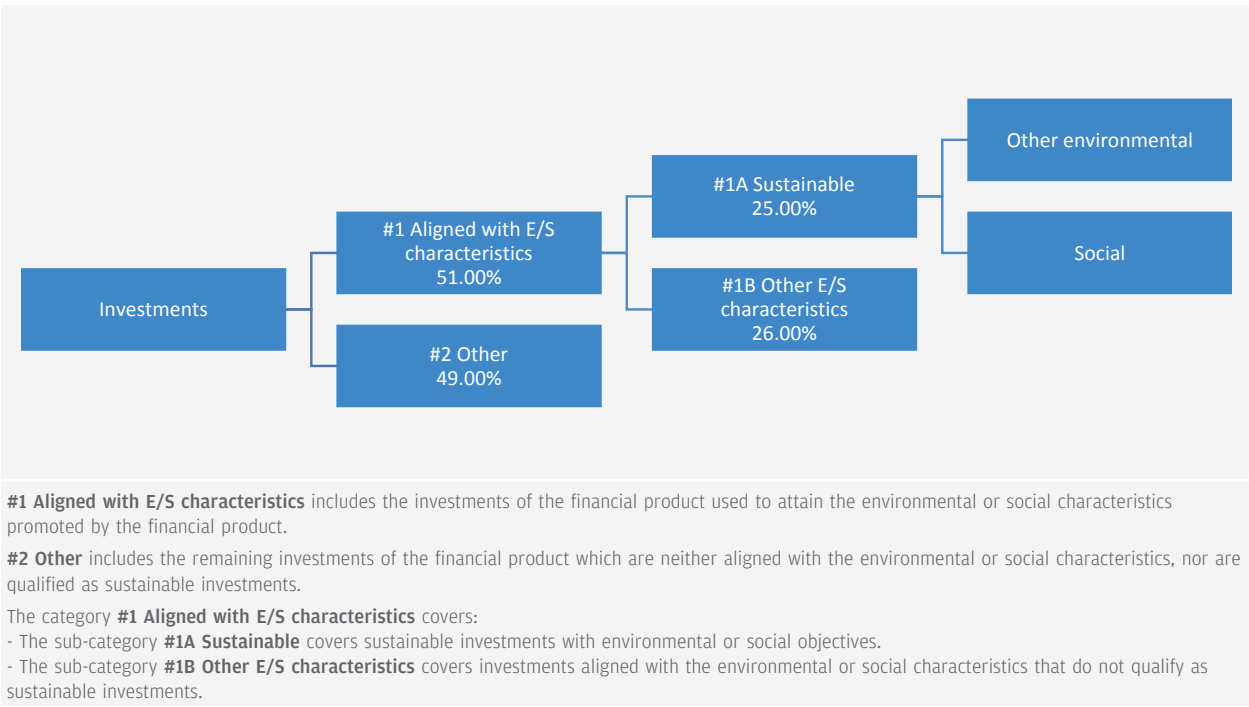 Investments
#1 Aligned with E/S
characteristics
51.00%
#2 Other
49.00%
#1A Sustainable
25.00%
#1B Other E/S
characteristics
26.00%
Other environmental
Social
#1 Aligned with E/S characteristics includes the investments of the financial product used to attain the environmental or social characteristics
promoted by the financial product.
#2 Other includes the remaining investments of the financial product which are neither aligned with the environmental or social characteristics, nor are
qualified as sustainable investments.
The category #1 Aligned with E/S characteristics covers:
- The sub-category #1A Sustainable covers sustainable investments with environmental or social objectives.
- The sub-category #1B Other E/S characteristics covers investments aligned with the environmental or social characteristics that do not qualify as
sustainable investments.